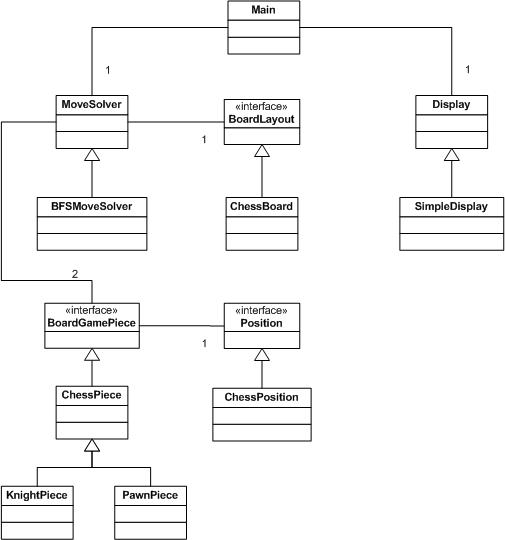 Main
1
1
MoveSolver
«interface»
BoardLayout
Display
1
BFSMoveSolver
ChessBoard
SimpleDisplay
2
«interface»
BoardGamePiece
«interface»
Position
1
ChessPiece
ChessPosition
KnightPiece
PawnPiece